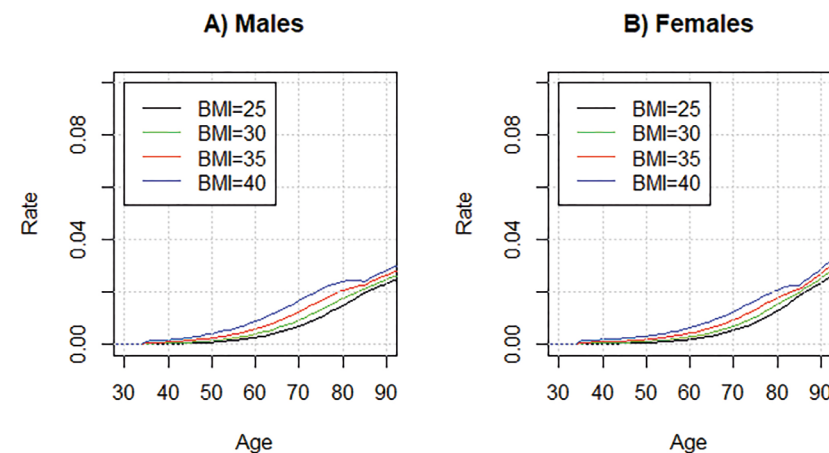 A) Males
BMI=25
BMI=30
BMI=35
BMI=40
Rate
0.00
0.04
0.08
30 40 50 60 70 80 90
Age
B) Females
BMI=25
BMI=30
BMI=35
BMI=40
Rate
0.00
0.04
0.08
30 40 50 60 70 80 90
Age